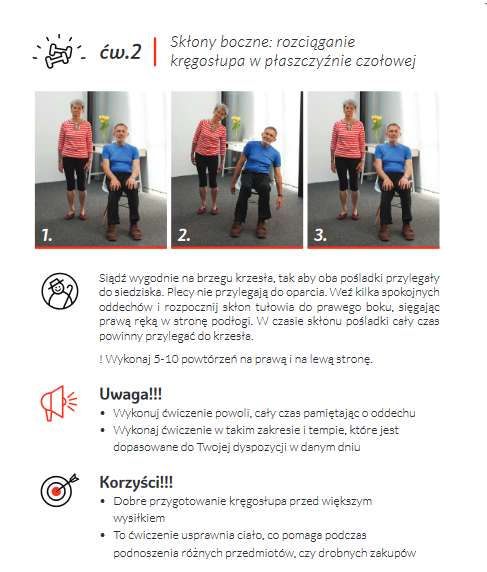 ćw.2
Skłony boczne: rozciąganie
kręgosłupa w płaszczyźnie czołowej
1.
2.
3.
Siądź wygodnie na brzegu krzesła, tak aby oba pośladki przylegały
do siedziska. Plecy nie przylegają do oparcia. Weź kilka spokojnych
oddechów i rozpocznij skłon tułowia do prawego boku, sięgając
prawą ręką w stronę podłogi. W czasie skłonu pośladki cały czas
powinny przylegać do krzesła.
! Wykonaj 5-10 powtórzeń na prawą i na lewą stronę.
Uwaga!!!
• Wykonuj ćwiczenie powoli, cały czas pamiętając o oddechu
• Wykonaj ćwiczenie w takim zakresie i tempie, które jest
dopasowane do Twojej dyspozycji w danym dniu
Korzyści!!!
• Dobre przygotowanie kręgosłupa przed większym
wysiłkiem
• To ćwiczenie usprawnia ciało, co pomaga podczas
podnoszenia różnych przedmiotów, czy drobnych zakupów